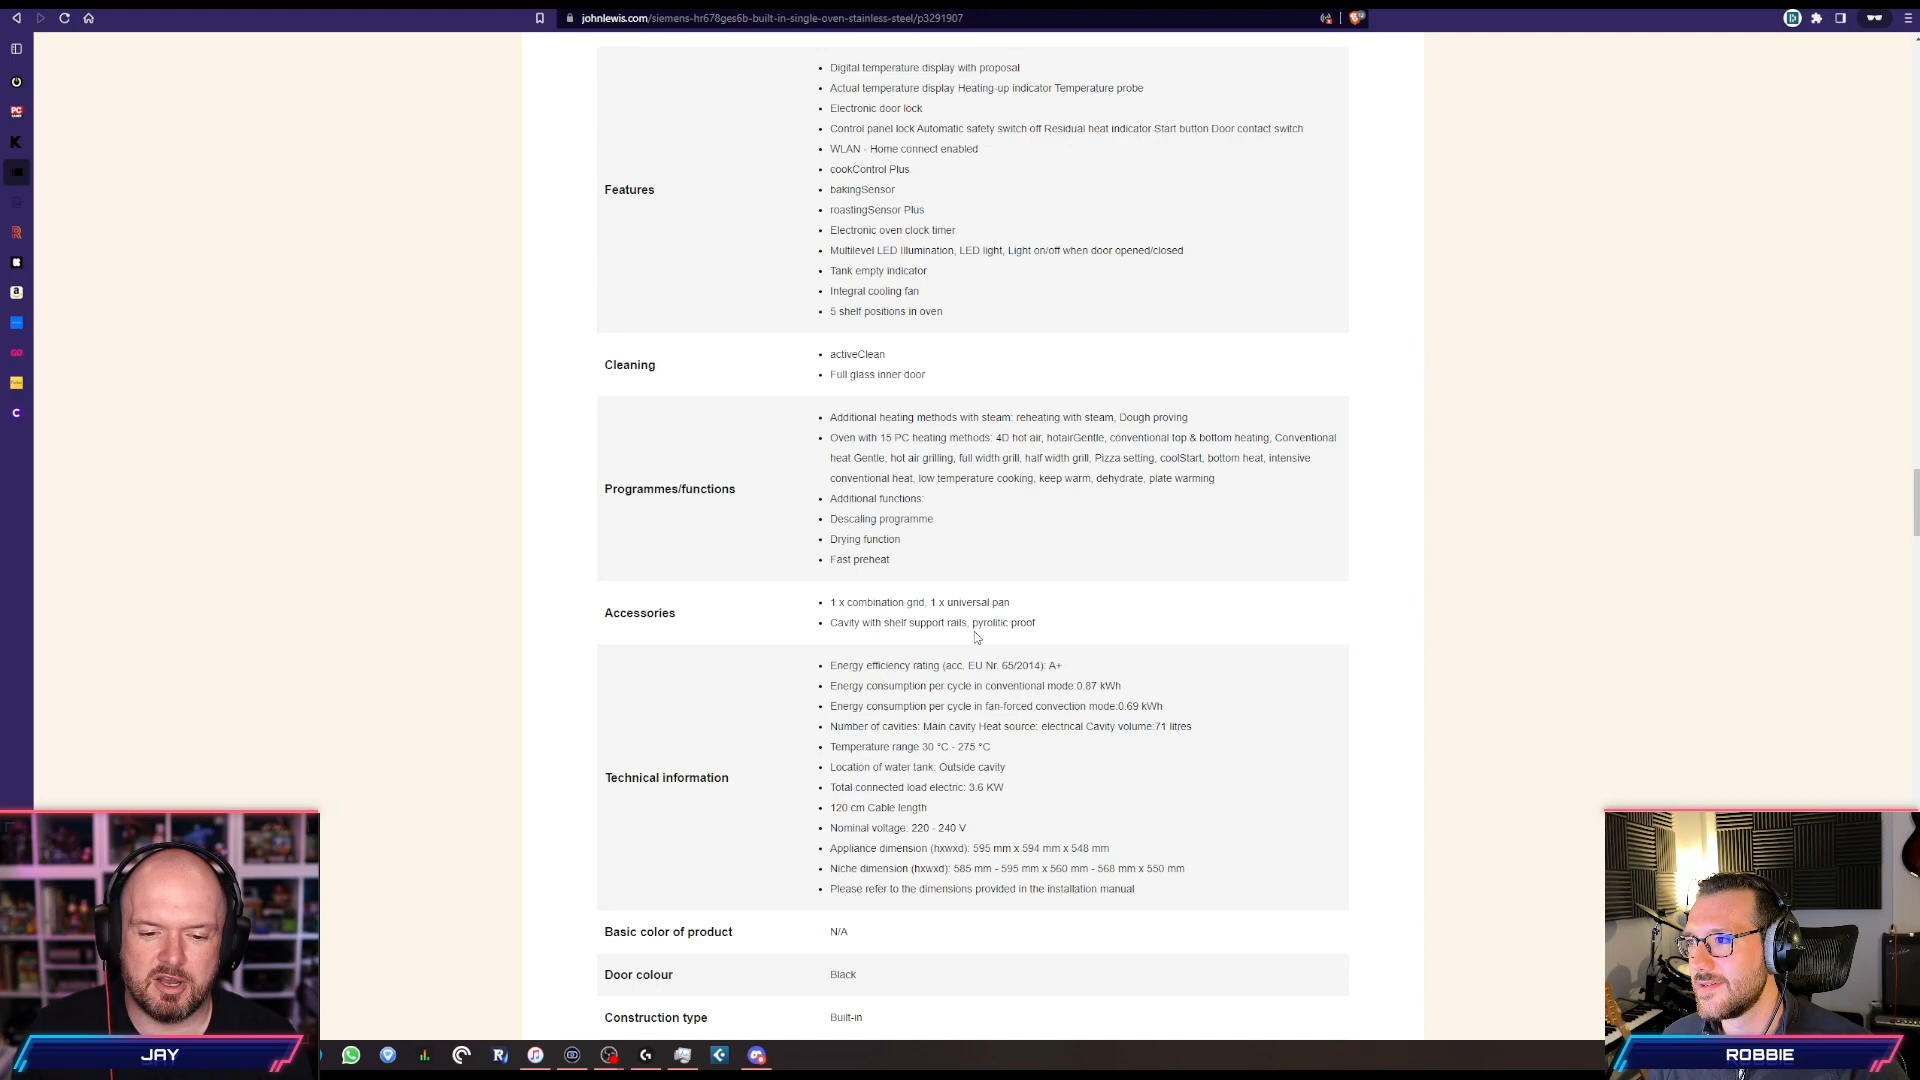 johnlewis.com/siemens-hr678ges6b-built-in-single-oven-stainless-steel/p3291907
Features
• Digital temperature display with proposal
• Actual temperature display Heating-up indicator Temperature probe
• Electronic door lock
• Control panel lock Automatic safety switch off Residual heat indicator Start button Door contact switch
• WLAN - Home connect enabled
• cookControl Plus
• bakingSensor
• roastingSensor Plus
• Electronic oven clock timer
• Multilevel LED Illumination, LED light, Light on/off when door opened/closed
• Tank empty indicator
• Integral cooling fan
• 5 shelf positions in oven
Cleaning
• activeClean
• Full glass inner door
Programmes/functions
• Additional heating methods with steam: reheating with steam, Dough proving
• Oven with 15 PC heating methods: 4D hot air, hotairGentle, conventional top & bottom heating, Conventional
heat Gentle, hot air grilling, full width grill, half width grill, Pizza setting, coolStart, bottom heat, intensive
conventional heat, low temperature cooking, keep warm, dehydrate, plate warming
• Additional functions:
• Descaling programme
• Drying function
• Fast preheat
Accessories
• 1 x combination grid, 1 x universal pan
• Cavity with shelf support rails, pyrolitic proof
Technical information
• Energy efficiency rating (acc. EU Nr. 65/2014): A+
• Energy consumption per cycle in conventional mode:0.87 kWh
• Energy consumption per cycle in fan-forced convection mode:0.69 kWh
• Number of cavities: Main cavity Heat source: electrical Cavity volume:71 litres
• Temperature range 30 °C - 275 °C
• Location of water tank: Outside cavity
• Total connected load electric: 3.6 KW
• 120 cm Cable length
• Nominal voltage: 220 - 240 V
• Appliance dimension (hxwxd): 595 mm x 594 mm x 548 mm
• Niche dimension (hxwxd): 585 mm - 595 mm x 560 mm - 568 mm x 550 mm
• Please refer to the dimensions provided in the installation manual
Basic color of product N/A
Door colour Black
Construction type Built-in
PC
K
R
a
GO
C
JAY
ROBBIE